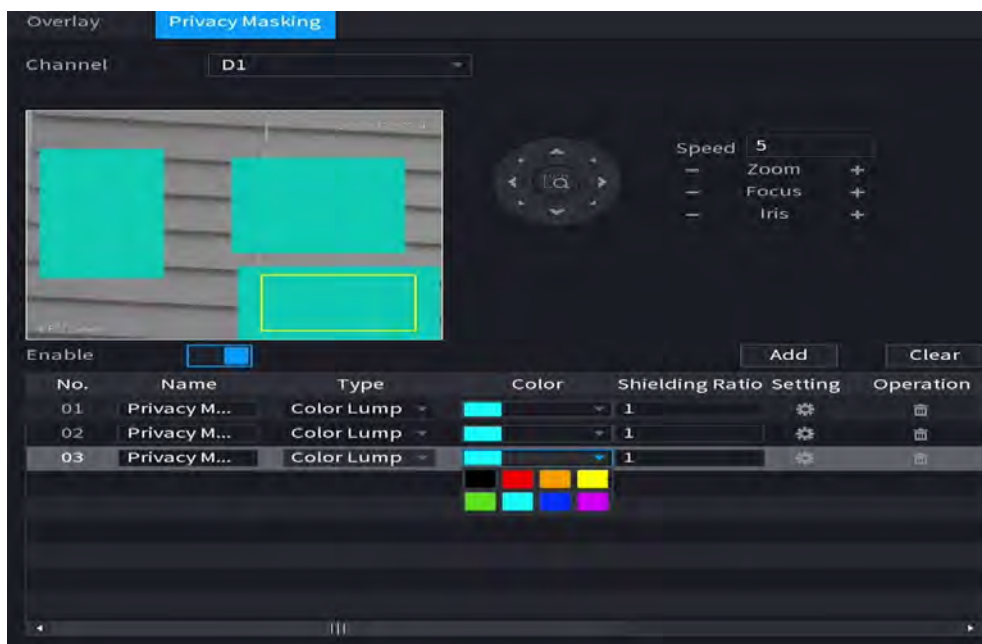 Overlay Privacy Masking
Channel D1
Speed 5
Zoom
Focus
Iris
Enable Add Clear
No. Name Type Color Shielding Ratio Setting Operation
01 Privacy M... Color Lump 1
02 Privacy M... Color Lump 1
03 Privacy M... Color Lump 1